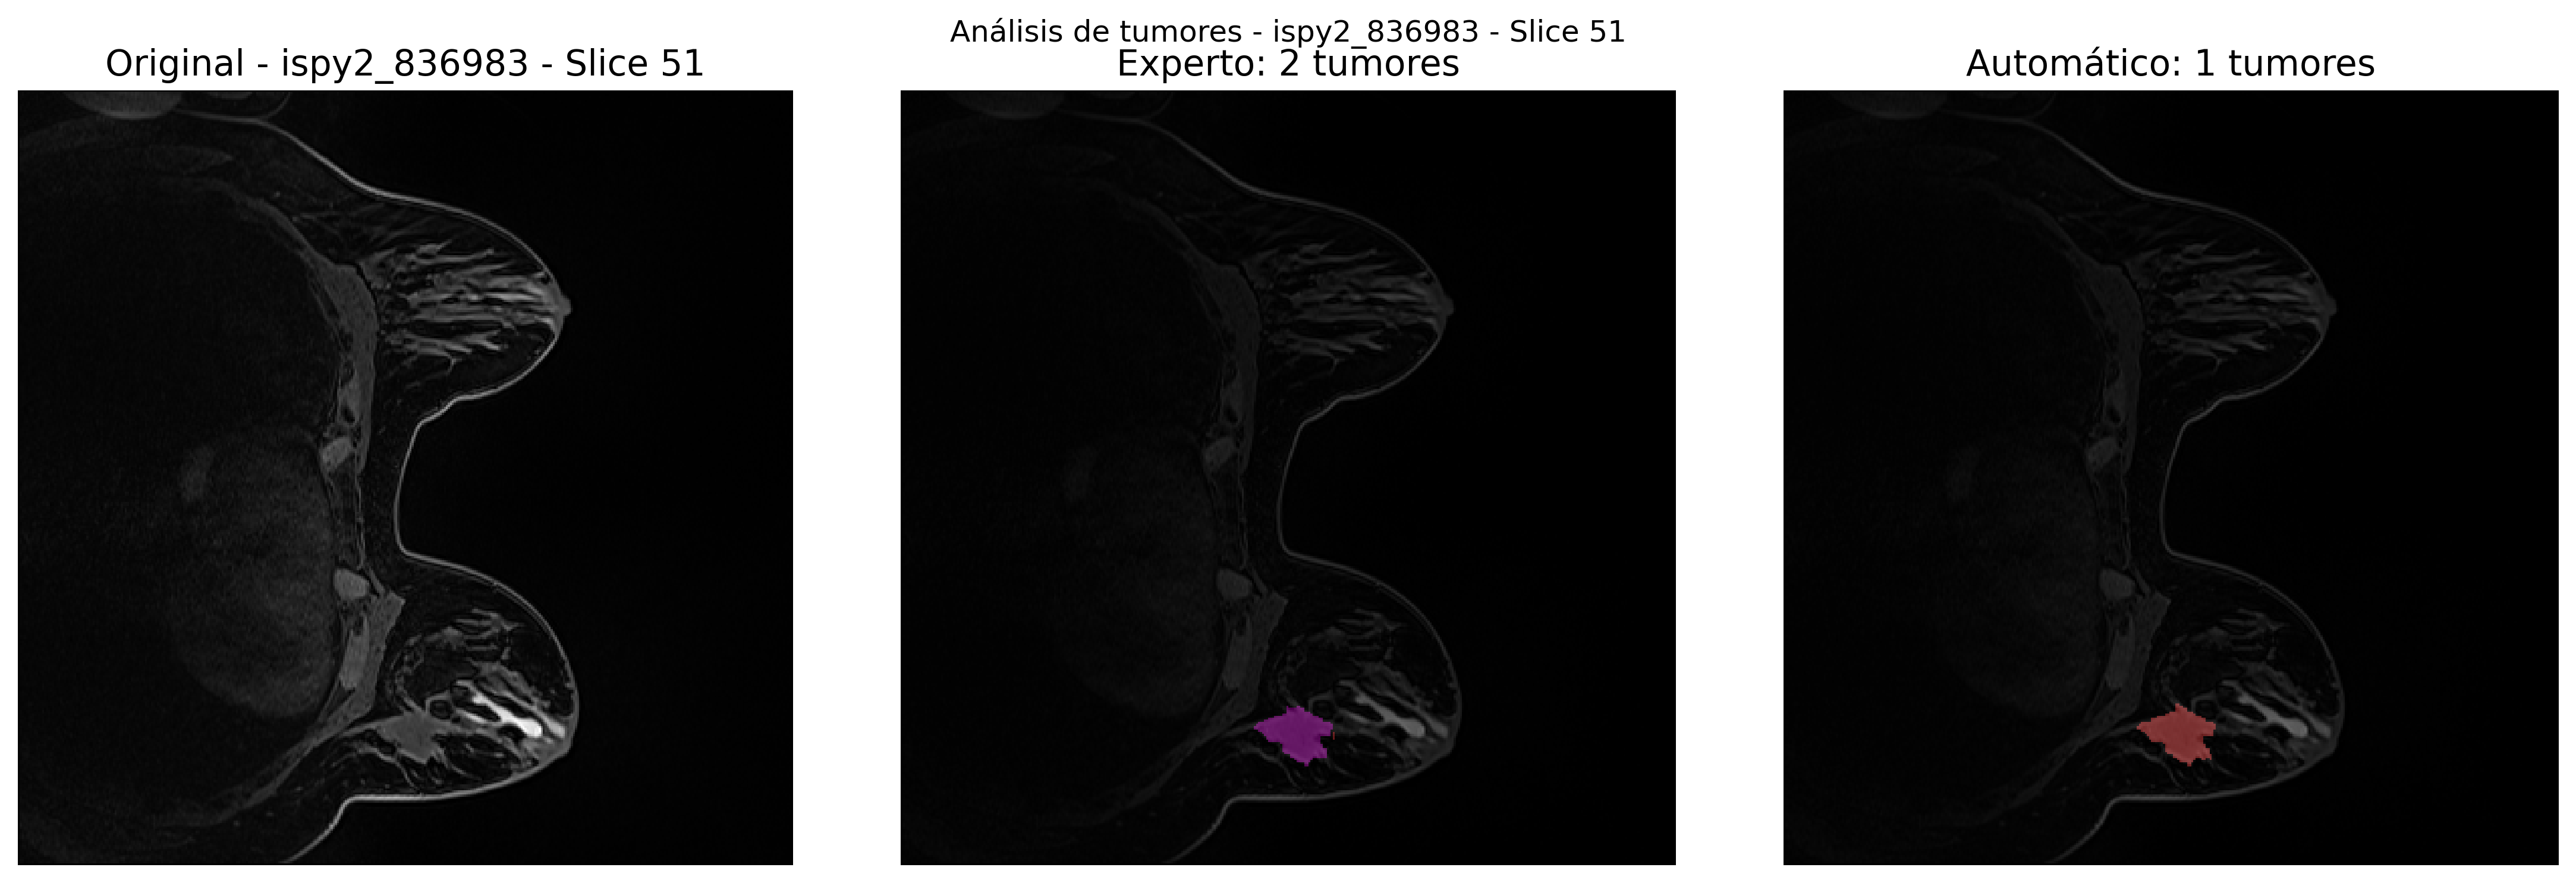 Análisis de tumores - ispy2_836983 - Slice 51
Original - ispy2_836983 - Slice 51
Experto: 2 tumores
Automático: 1 tumores